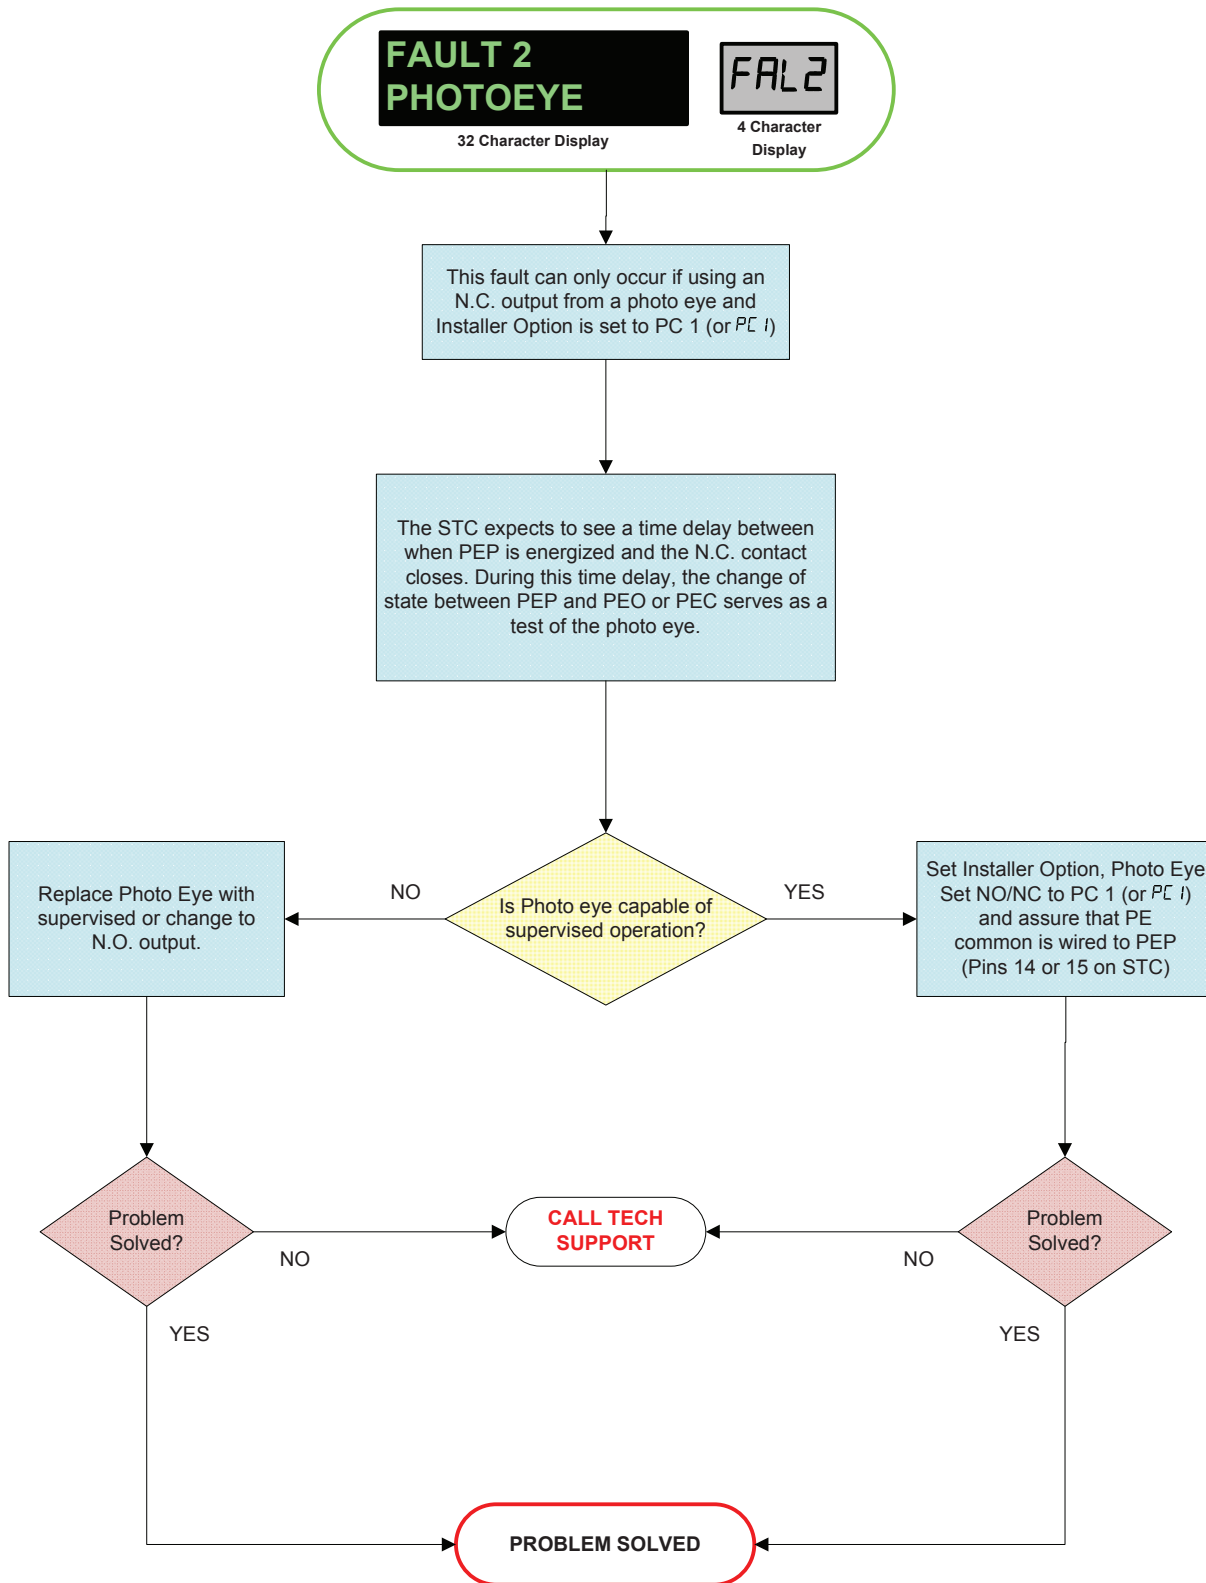 FAULT 2
PHOTOEYE
32 Character Display
FAL2
4 Character
Display
This fault can only occur if using an
N.C. output from a photo eye and
Installer Option is set to PC 1 (or PC 1)
The STC expects to see a time delay between
when PEP is energized and the N.C. contact
closes. During this time delay, the change of
state between PEP and PEO or PEC serves as a
test of the photo eye.
Is Photo eye capable of
supervised operation?
NO
YES
Replace Photo Eye with
supervised or change to
N.O. output.
Set Installer Option, Photo Eye
Set NO/NC to PC 1 (or PC 1)
and assure that PE
common is wired to PEP
(Pins 14 or 15 on STC)
Problem
Solved?
NO
YES
CALL TECH
SUPPORT
Problem
Solved?
NO
YES
PROBLEM SOLVED